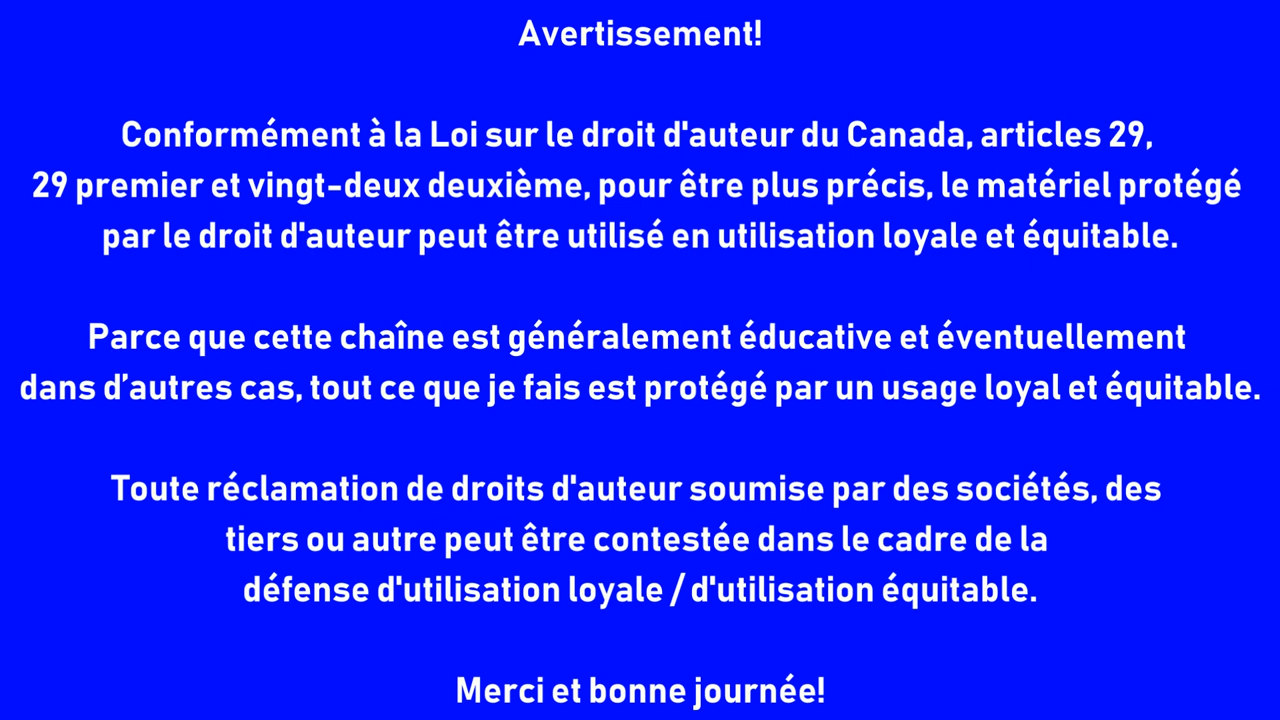 Avertissement!
Conformément à la Loi sur le droit d'auteur du Canada, articles 29,
29 premier et vingt-deux deuxième, pour être plus précis, le matériel protégé
par le droit d'auteur peut être utilisé en utilisation loyale et équitable.
Parce que cette chaîne est généralement éducative et éventuellement
dans d’autres cas, tout ce que je fais est protégé par un usage loyal et équitable.
Toute réclamation de droits d'auteur soumise par des sociétés, des
tiers ou autre peut être contestée dans le cadre de la
défense d'utilisation loyale / d'utilisation équitable.
Merci et bonne journée!